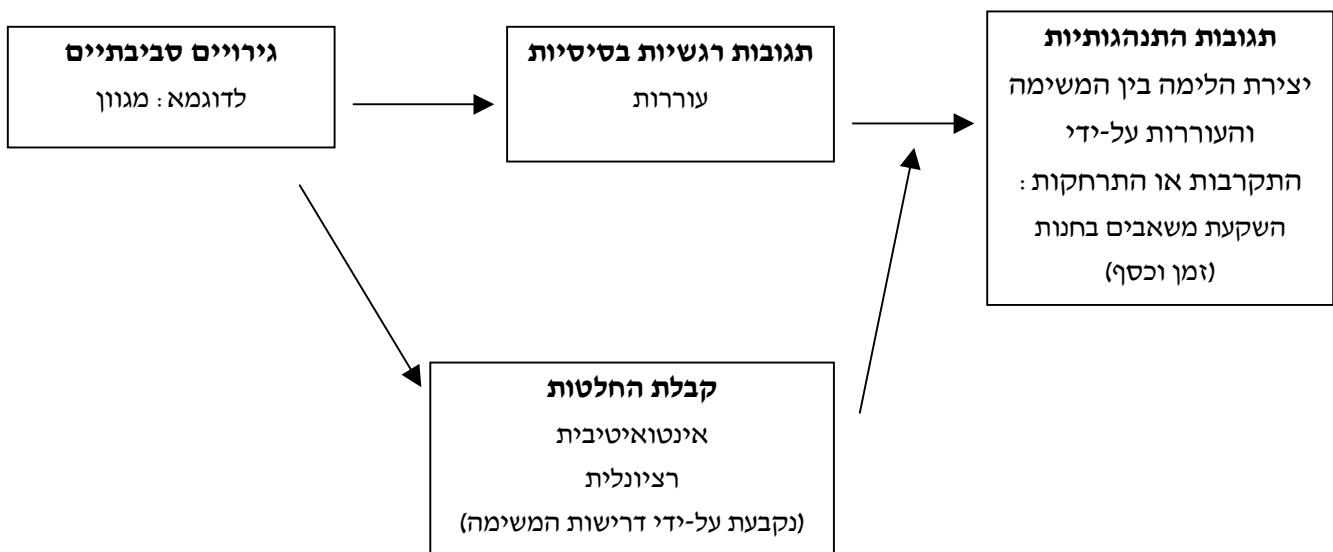 גירויים סביבתיים
לדוגמא: מגוון
תגובות רגשיות בסיסיות
עוררות
תגובות התנהגותיות
יצירת הלימה בין המשימה
והעוררות על-ידי
התקרבות או התרחקות:
השקעת משאבים בחנות
(זמן וכסף)
קבלת החלטות
אינטואיטיבית
רציונלית
(נקבעת על-ידי דרישות המשימה)